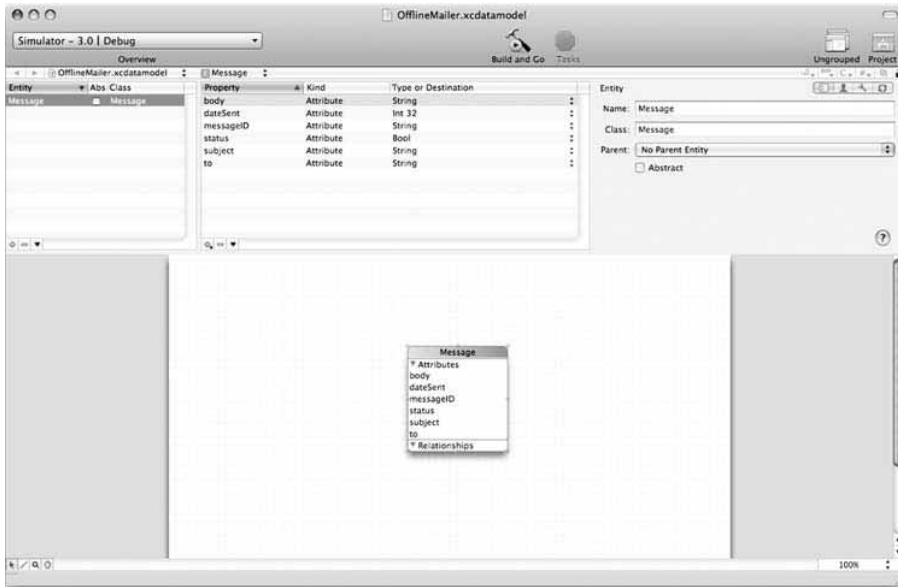 OfflineMailer.xcdatamodel
Simulator – 3.0 | Debug
Overview
Build and Go
Tasks
Ungrouped
Project
OfflineMailer.xcdatamodel
Message
Entity
Abs
Class
Message
Message
Property
Kind
Type or Destination
body
Attribute
String
dateSent
Attribute
Int 32
messageID
Attribute
String
status
Attribute
Bool
subject
Attribute
String
to
Attribute
String
Entity
Name: Message
Class: Message
Parent: No Parent Entity
Abstract
?
Message
Attributes
body
dateSent
messageID
status
subject
to
Relationships
100%